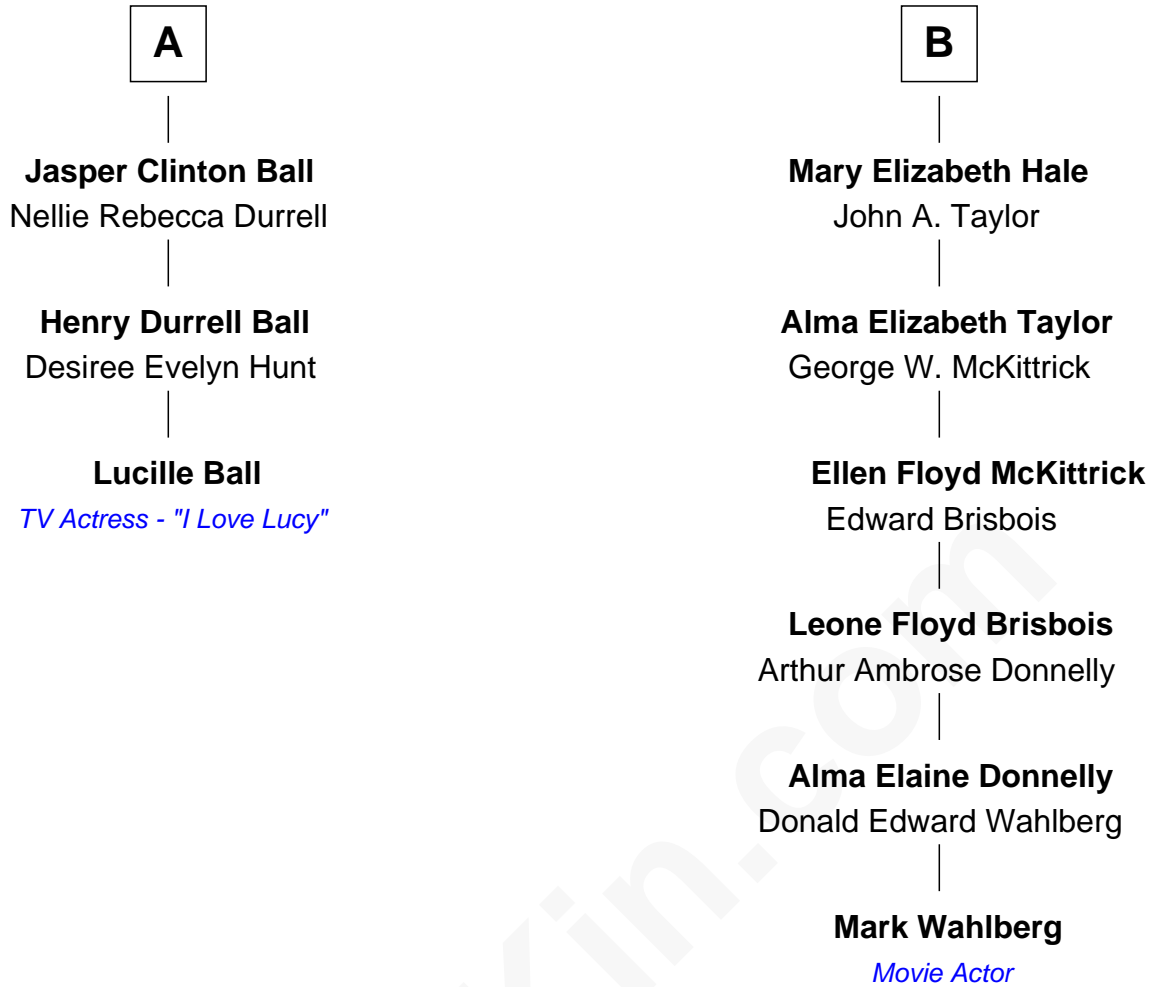 A
Jasper Clinton Ball
Nellie Rebecca Durrell
Henry Durrell Ball
Desiree Evelyn Hunt
Lucille Ball
TV Actress - "I Love Lucy"
B
Mary Elizabeth Hale
John A. Taylor
Alma Elizabeth Taylor
George W. McKittrick
Ellen Floyd McKittrick
Edward Brisbois
Leone Floyd Brisbois
Arthur Ambrose Donnelly
Alma Elaine Donnelly
Donald Edward Wahlberg
Mark Wahlberg
Movie Actor
Kin.com